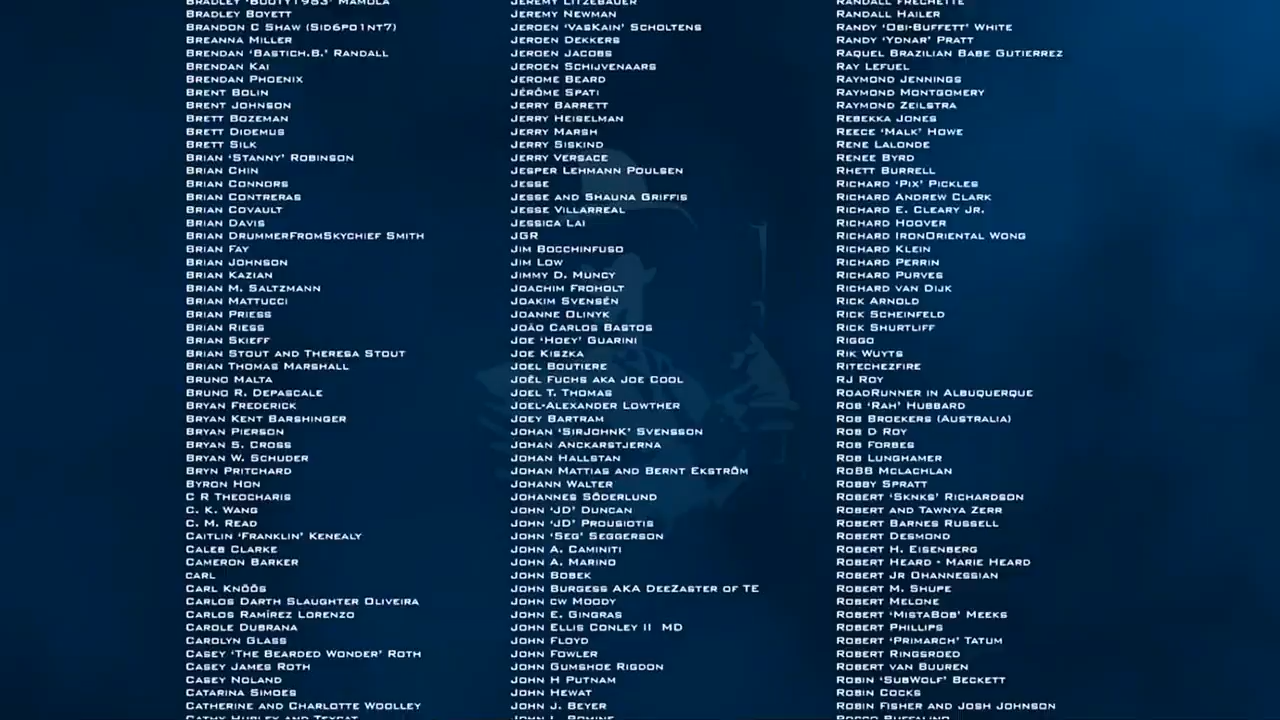 Bradley 'Booty1983' Mamola
Bradley Boyett
Brandon C Shaw (Sid6po1nt7)
Breanna Miller
Brendan 'Bastich.B.' Randall
Brendan Kai
Brendan Phoenix
Brent Bolin
Brent Johnson
Brett Bozeman
Brett Didemus
Brett Silk
Brian 'Stanny' Robinson
Brian Chin
Brian Connors
Brian Contreras
Brian Covault
Brian Davis
Brian DrummerFromSkychief Smith
Brian Fay
Brian Johnson
Brian Kazian
Brian M. Saltzmann
Brian Mattucci
Brian Priess
Brian Riess
Brian Skieff
Brian Stout and Theresa Stout
Brian Thomas Marshall
Bruno Malta
Bruno R. Depascale
Bryan Frederick
Bryan Kent Barshinger
Bryan Pierson
Bryan S. Cross
Bryan W. Schuder
Bryn Pritchard
Byron Hon
C R Theocharis
C. K. Wang
C. M. Read
Caitlin 'Franklin' Kenealy
Caleb Clarke
Cameron Barker
carl
Carl Knöös
Carlos Darth Slaughter Oliveira
Carlos Ramírez Lorenzo
Carole Dubrana
Carolyn Glass
Casey 'The Bearded Wonder' Roth
Casey James Roth
Casey Noland
Catarina Simoes
Catherine and Charlotte Woolley
Jeremy Litzebauer
Jeremy Newman
Jeroen 'VasKain' Scholtens
Jeroen Dekkers
Jeroen Jacobs
Jeroen Schijvenaars
Jerome Beard
Jérôme Spati
Jerry Barrett
Jerry Heiselman
Jerry Marsh
Jerry Siskind
Jerry Versace
Jesper Lehmann Poulsen
Jesse
Jesse and Shauna Griffis
Jesse Villarreal
Jessica Lai
JGR
Jim Bocchinfuso
Jim Low
Jimmy D. Muncy
Joachim Froholt
Joakim Svensén
Joanne Olinyk
João Carlos Bastos
Joe 'Hoey' Guarini
Joe Kiszka
Joel Boutiere
Joël Fuchs aka Joe Cool
Joel T. Thomas
Joel-Alexander Lowther
Joey Bartram
Johan 'SirJohnK' Svensson
Johan Anckarstjerna
Johan Hallstan
Johan Mattias and Bernt Ekström
Johann Walter
Johannes Söderlund
John 'JD' Duncan
John 'JD' Prousiotis
John 'Seg' Seggerson
John A. Caminiti
John A. Marino
John Bobek
John Burgess AKA DeeZaster of TE
John cw Moody
John E. Gingras
John Ellis Conley II  MD
John Floyd
John Fowler
John Gumshoe Rigdon
John H Putnam
John Hewat
John J. Beyer
Randall Frechette
Randall Hailer
Randy 'Obi-Buffett' White
Randy 'Ydnar' Pratt
Raquel Brazilian Babe Gutierrez
Ray Lefuel
Raymond Jennings
Raymond Montgomery
Raymond Zeilstra
Rebekka Jones
Reece 'Malk' Howe
Rene Lalonde
Renee Byrd
Rhett Burrell
Richard 'Pix' Pickles
Richard Andrew Clark
Richard E. Cleary Jr.
Richard Hoover
Richard IronOriental Wong
Richard Klein
Richard Perrin
Richard Purves
Richard van Dijk
Rick Arnold
Rick Scheinfeld
Rick Shurtliff
Riggo
Rik Wuyts
Ritechezfire
RJ Roy
RoadRunner in Albuquerque
Rob 'Rah' Hubbard
Rob Broekers (Australia)
Rob D Roy
Rob Forbes
Rob Lunghamer
RoBB Mclachlan
Robby Spratt
Robert 'Sknks' Richardson
Robert and Tawnya Zerr
Robert Barnes Russell
Robert Desmond
Robert H. Eisenberg
Robert Heard - Marie Heard
Robert Jr Ohannessian
Robert M. Shupe
Robert Melone
Robert 'MistaBob' Meeks
Robert Phillips
Robert 'Primarch' Tatum
Robert Ringsroed
Robert van Buuren
Robin 'SubWolf' Beckett
Robin Cocks
Robin Fisher and Josh Johnson